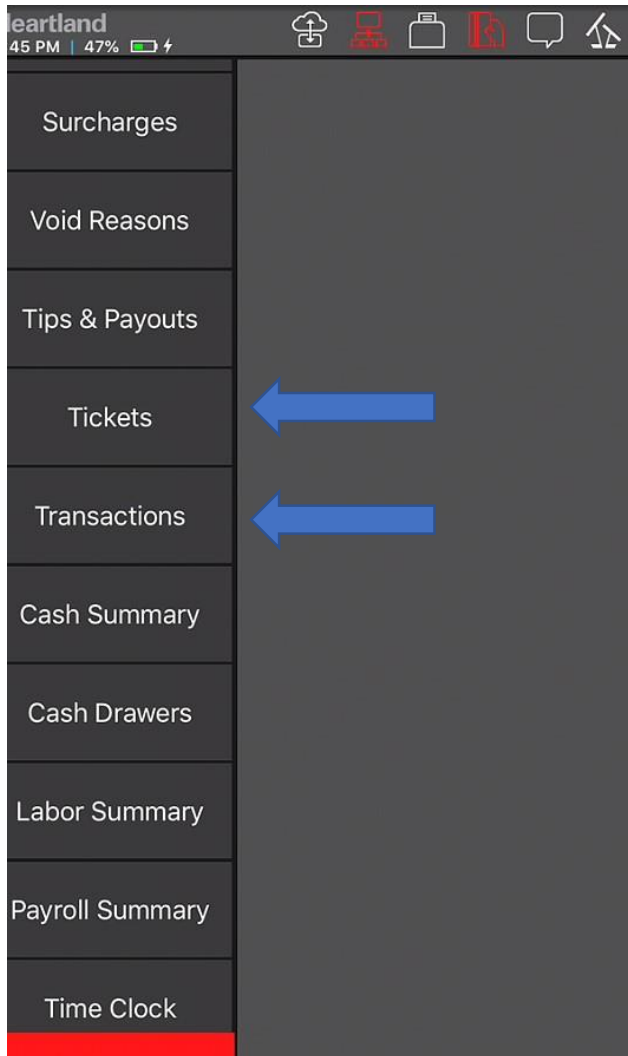 eartland
45 PM | 47%
Surcharges
Void Reasons
Tips & Payouts
Tickets
Transactions
Cash Summary
Cash Drawers
Labor Summary
Payroll Summary
Time Clock